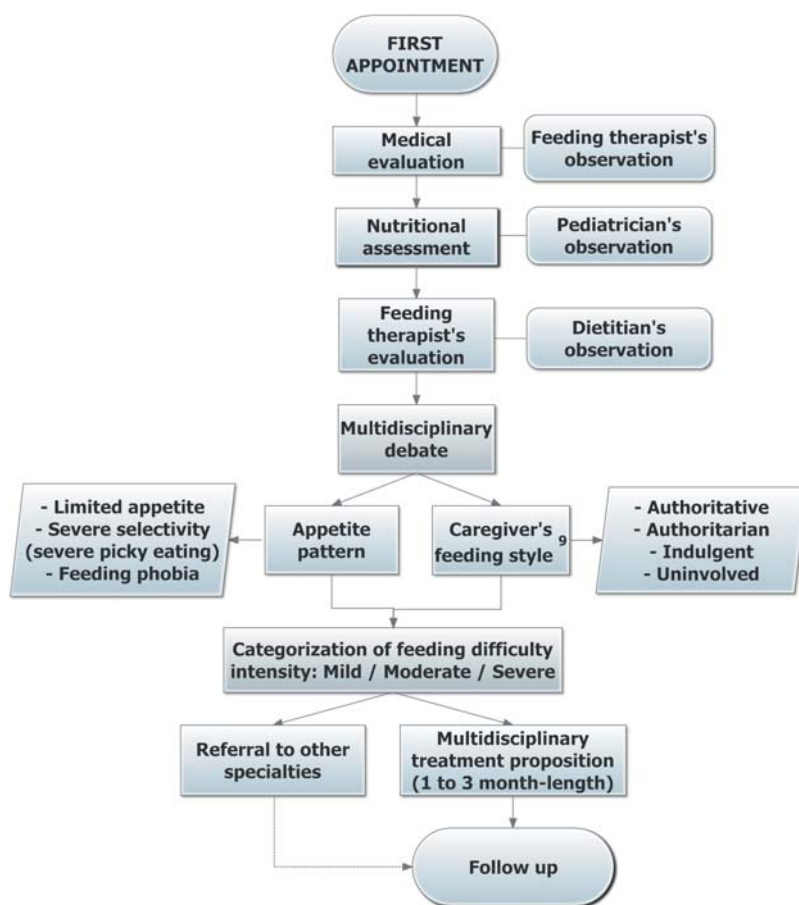 FIRST
APPOINTMENT
Medical
evaluation
Feeding therapist's
observation
Nutritional
assessment
Pediatrician's
observation
Feeding
therapist's
evaluation
Dietitian's
observation
Multidisciplinary
debate
- Limited appetite
- Severe selectivity
(severe picky eating)
- Feeding phobia
Appetite
pattern
Caregiver's
feeding style 9
- Authoritative
- Authoritarian
- Indulgent
- Uninvolved
Categorization of feeding difficulty
intensity: Mild / Moderate / Severe
Referral to other
specialties
Multidisciplinary
treatment proposition
(1 to 3 month-length)
Follow up